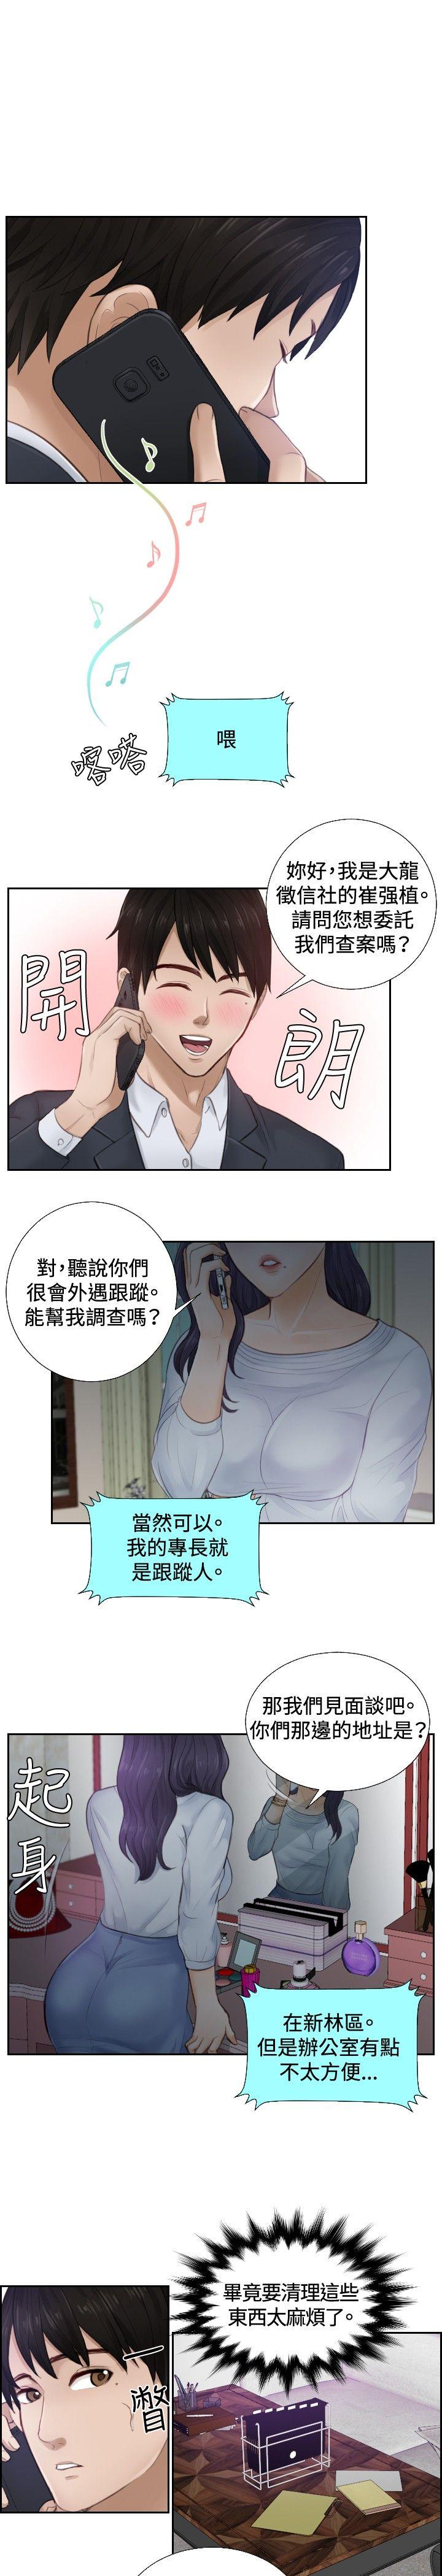 喀嗒
喂
妳好，我是大龍
徵信社的崔强植。
請問您想委託
我們查案嗎？
開
朗
對，聽說你們
很會外遇跟蹤。
能幫我調查嗎？
當然可以。
我的專長就
是跟蹤人。
那我們見面談吧。
你們那邊的地址是？
起
身
在新林區。
但是辦公室有點
不太方便...
畢竟要清理這些
東西太麻煩了。
瞥